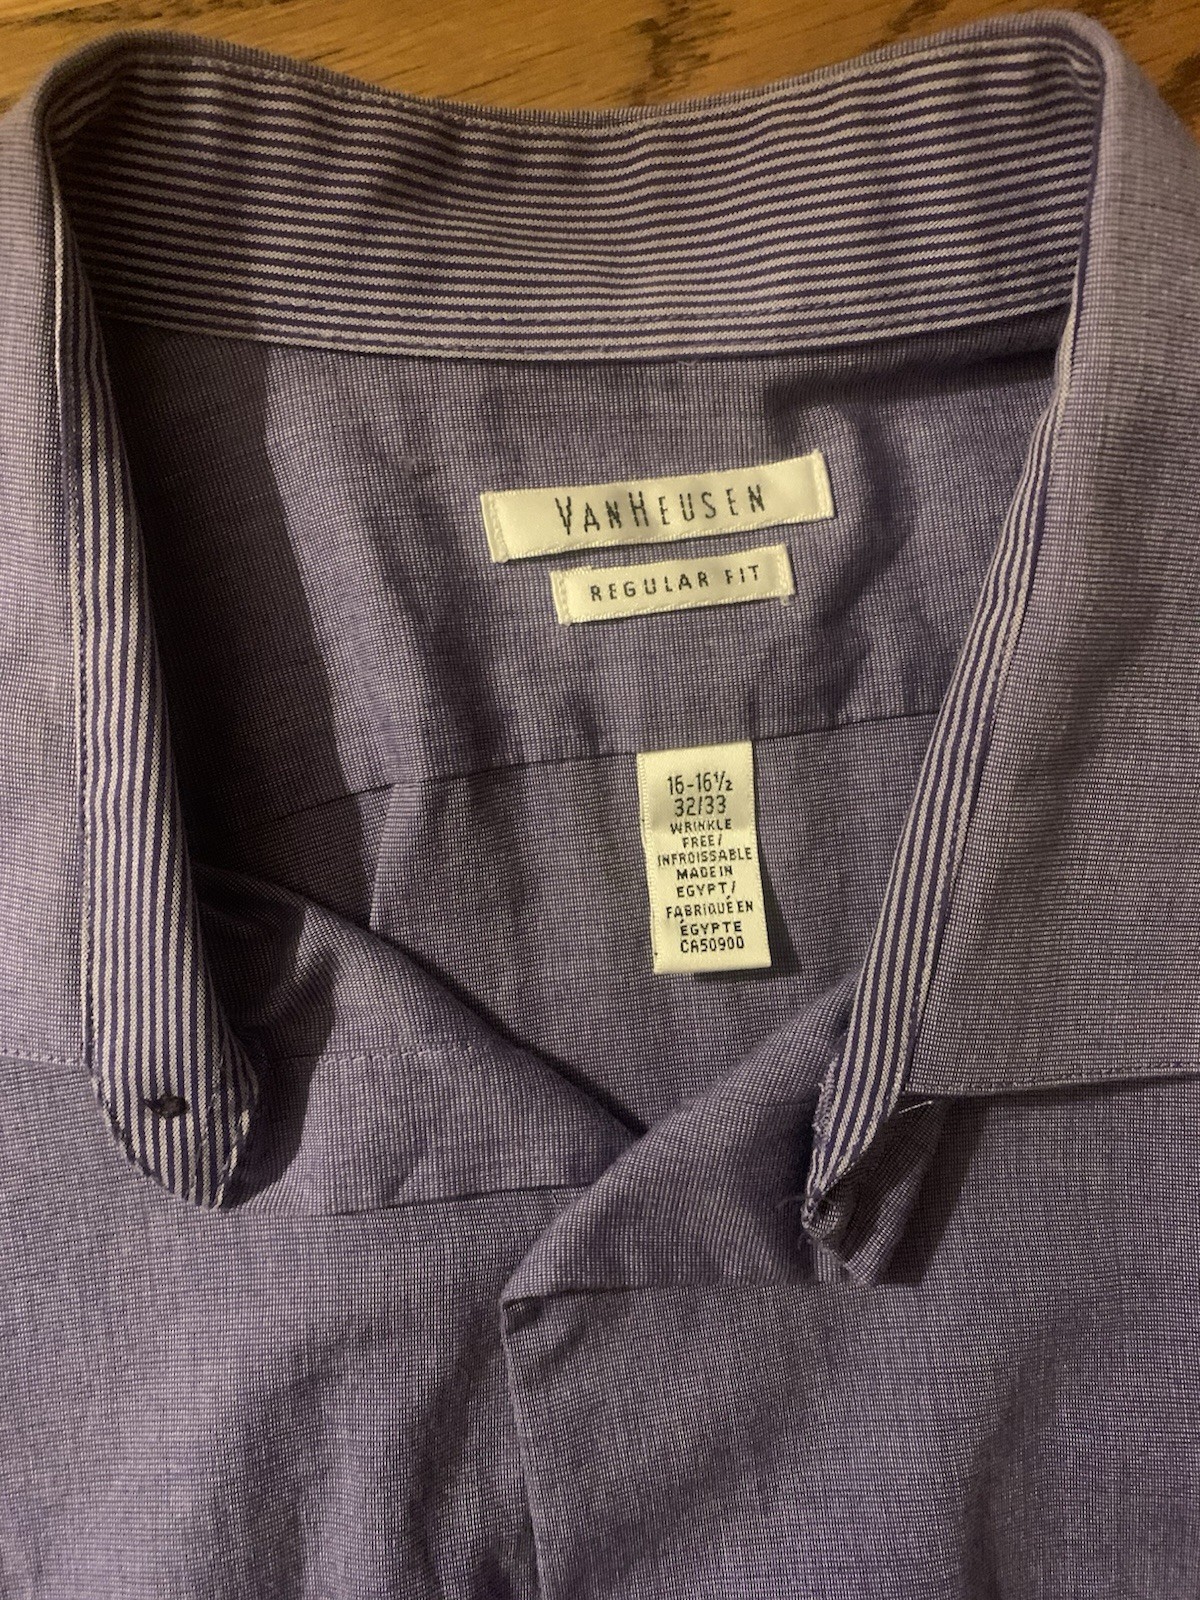 VANHEUSEN
REGULAR FIT
16-16½
32/33
WRINKLE
FREE/
INFROISSABLE
MADE IN
EGYPT/
FABRIQUÉ EN
ÉGYPTE
CA50900